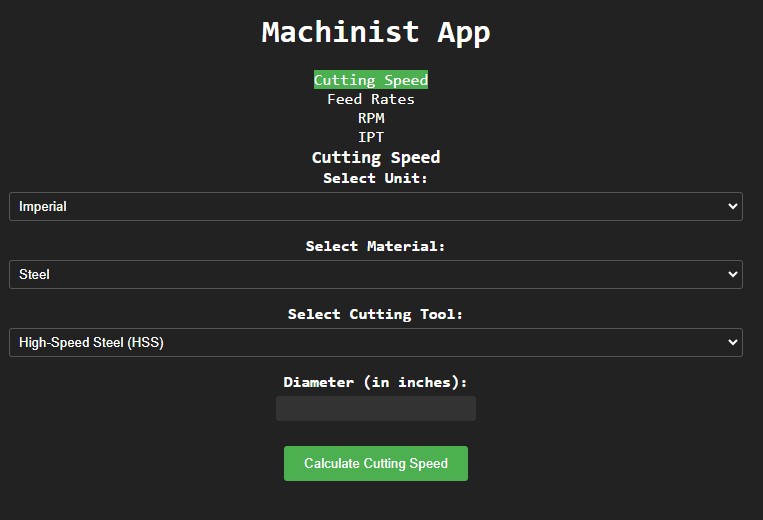 Machinist App
Cutting Speed
Feed Rates
RPM
IPT
Cutting Speed
Select Unit:
Imperial
Select Material:
Steel
Select Cutting Tool:
High-Speed Steel (HSS)
Diameter (in inches):
Calculate Cutting Speed